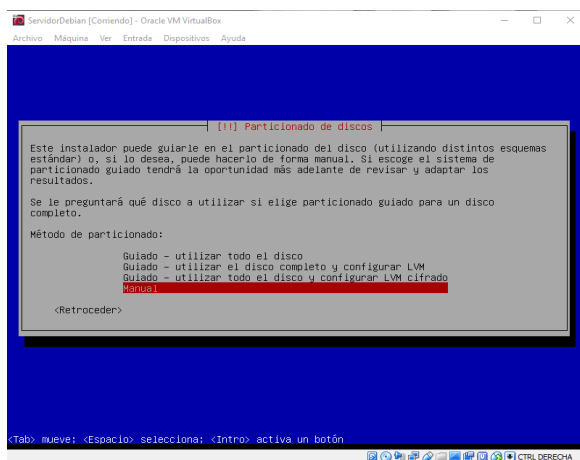 ServidorDebian [Corriendo] - Oracle VM VirtualBox
Archivo Máquina Ver Entrada Dispositivos Ayuda
[!!] Particionado de discos
Este instalador puede guiarle en el particionado del disco (utilizando distintos esquemas
estándar) o, si lo desea, puede hacerlo de forma manual. Si escoge el sistema de
particionado guiado tendrá la oportunidad más adelante de revisar y adaptar los
resultados.
Se le preguntará qué disco a utilizar si elige particionado guiado para un disco
completo.
Método de particionado:
Guiado - utilizar todo el disco
Guiado - utilizar el disco completo y configurar LVM
Guiado - utilizar todo el disco y configurar LVM cifrado
Manual
<Retroceder>
<Tab> mueve; <Espacio> selecciona; <Intro> activa un botón
CTRL DERECHA